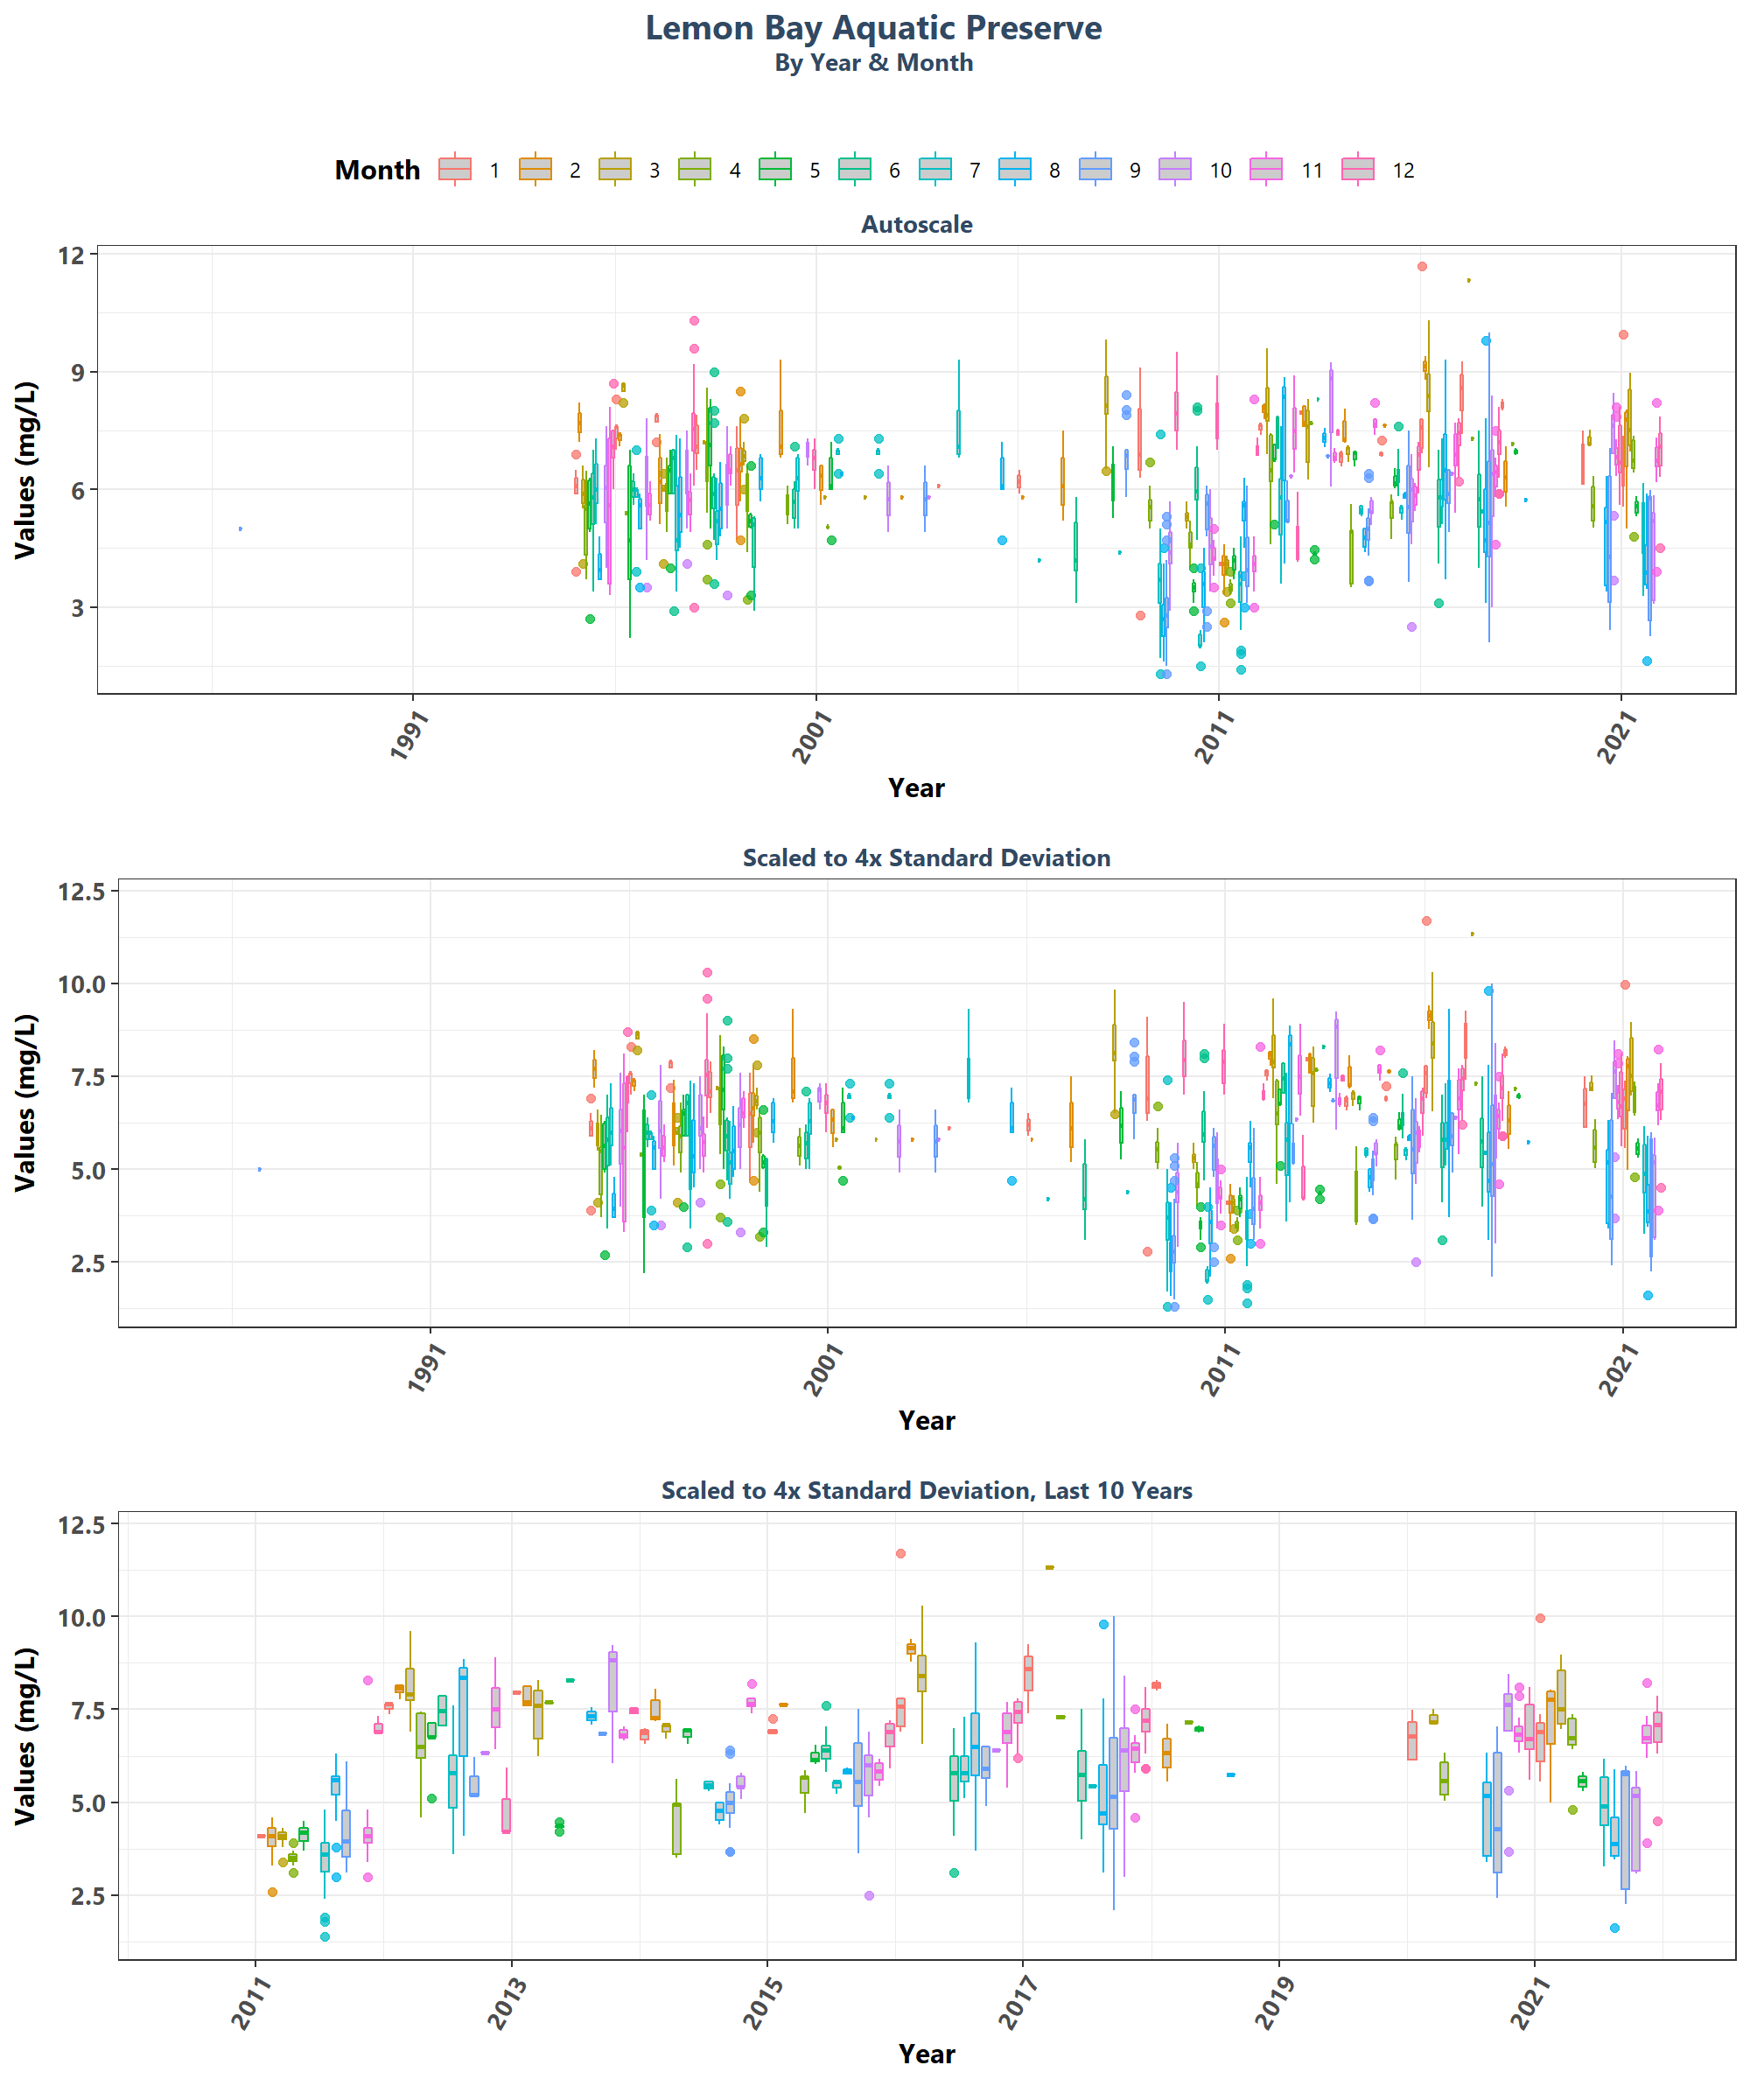 Lemon Bay Aquatic Preserve
By Year & Month
Month 1 2 3 4 5 6 7 8 9 10 11 12
Autoscale
Values (mg/L)
12
9
6
3
1991 2001 2011 2021
Year
Scaled to 4x Standard Deviation
Values (mg/L)
12.5
10.0
7.5
5.0
2.5
1991 2001 2011 2021
Year
Scaled to 4x Standard Deviation, Last 10 Years
Values (mg/L)
12.5
10.0
7.5
5.0
2.5
2011 2013 2015 2017 2019 2021
Year